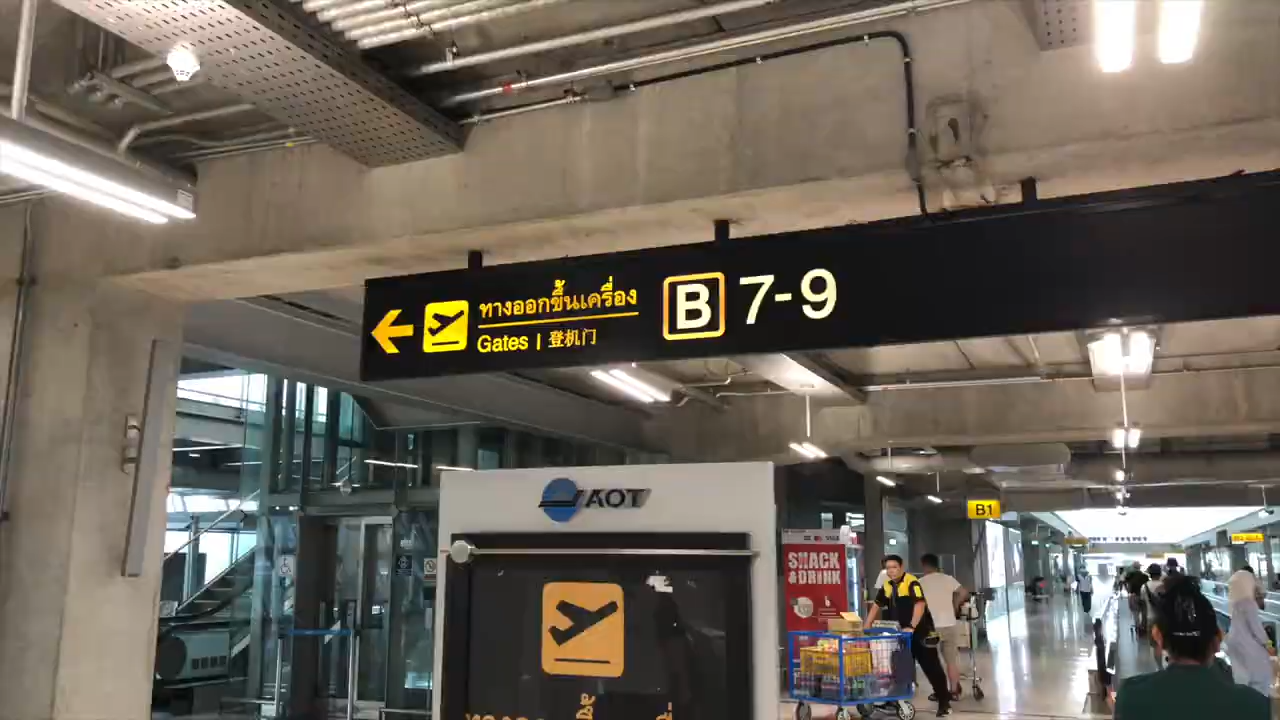 ทางออกขึ้นเครื่อง
Gates | 登机门
B 7-9
AOT
B1
SNACK
& DRINK